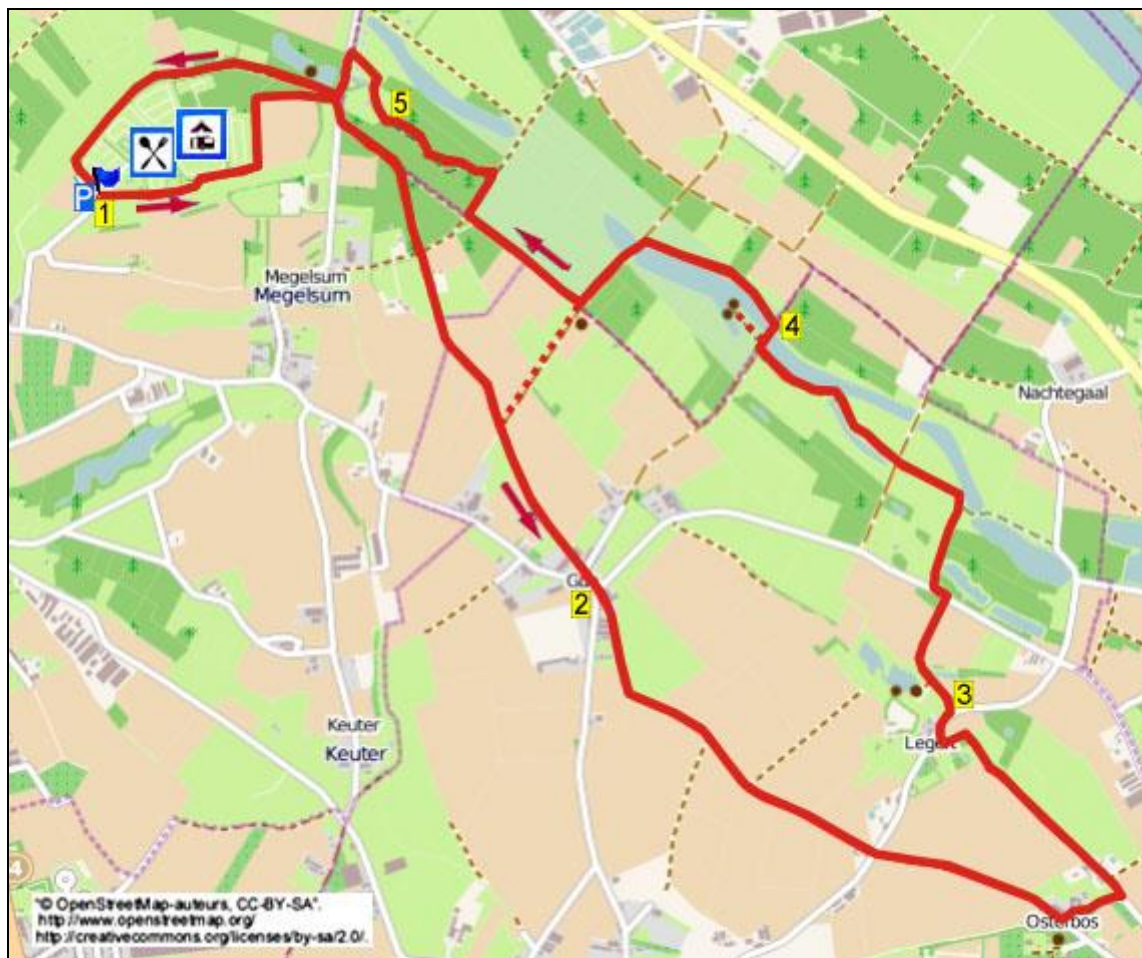 5
P
1
Megelsum
Megelsum
4
Nachtegaal
2
3
Legert
Keuter
Keuter
Osterbos
4
"© OpenStreetMap-auteurs, CC-BY-SA".
http://www.openstreetmap.org/
http://creativecommons.org/licenses/by-sa/2.0/.